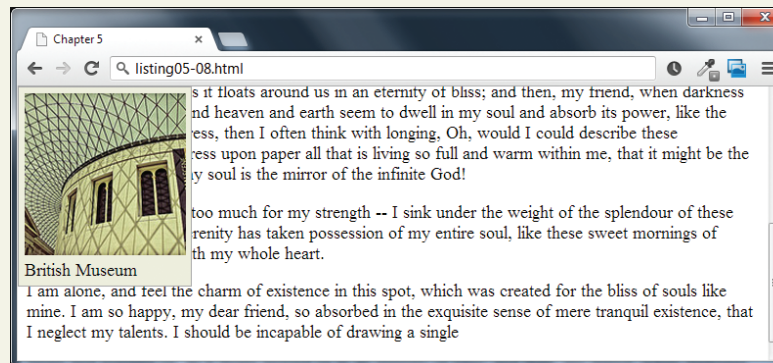 Chapter 5
listing05-08.html
s it floats around us in an eternity of bliss; and then, my friend, when darkness
nd heaven and earth seem to dwell in my soul and absorb its power, like the
ress, then I often think with longing, Oh, would I could describe these
ress upon paper all that is living so full and warm within me, that it might be the
y soul is the mirror of the infinite God!
too much for my strength -- I sink under the weight of the splendour of these
renity has taken possession of my entire soul, like these sweet mornings of
th my whole heart.
British Museum
I am alone, and feel the charm of existence in this spot, which was created for the bliss of souls like
mine. I am so happy, my dear friend, so absorbed in the exquisite sense of mere tranquil existence, that
I neglect my talents. I should be incapable of drawing a single